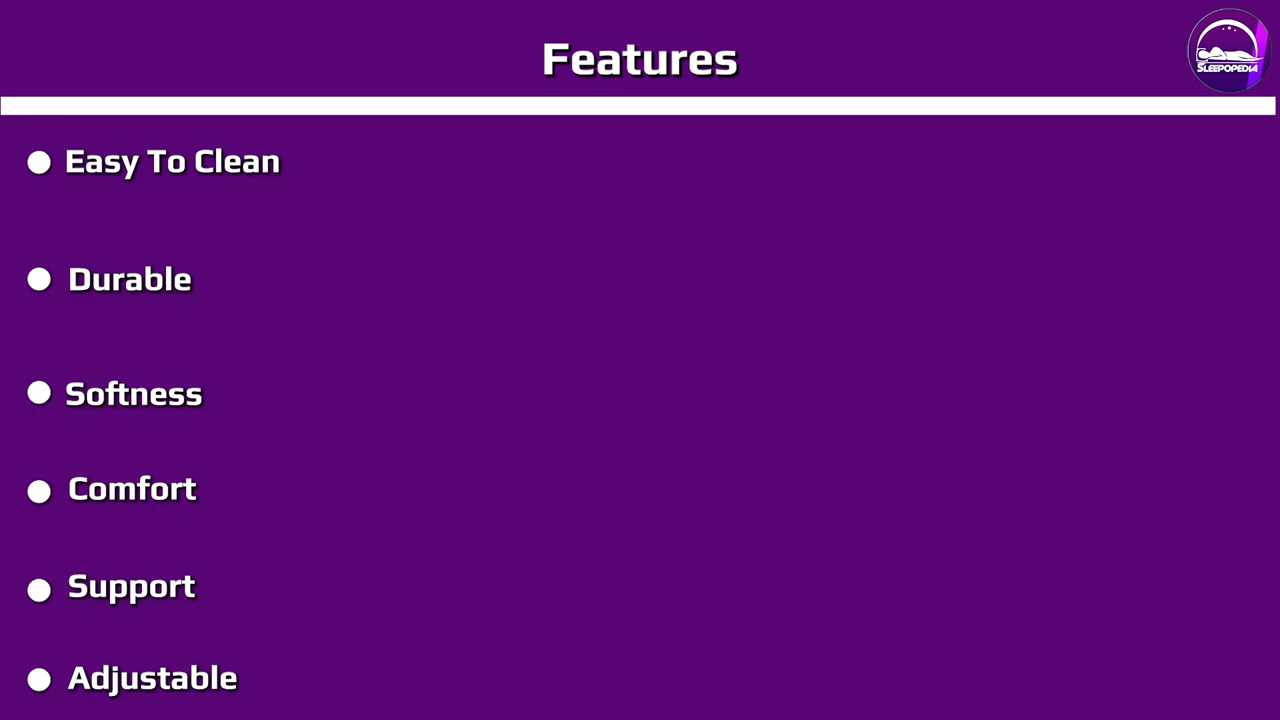 Features
SLEEPOPEDIA
Easy To Clean
Durable
Softness
Comfort
Support
Adjustable